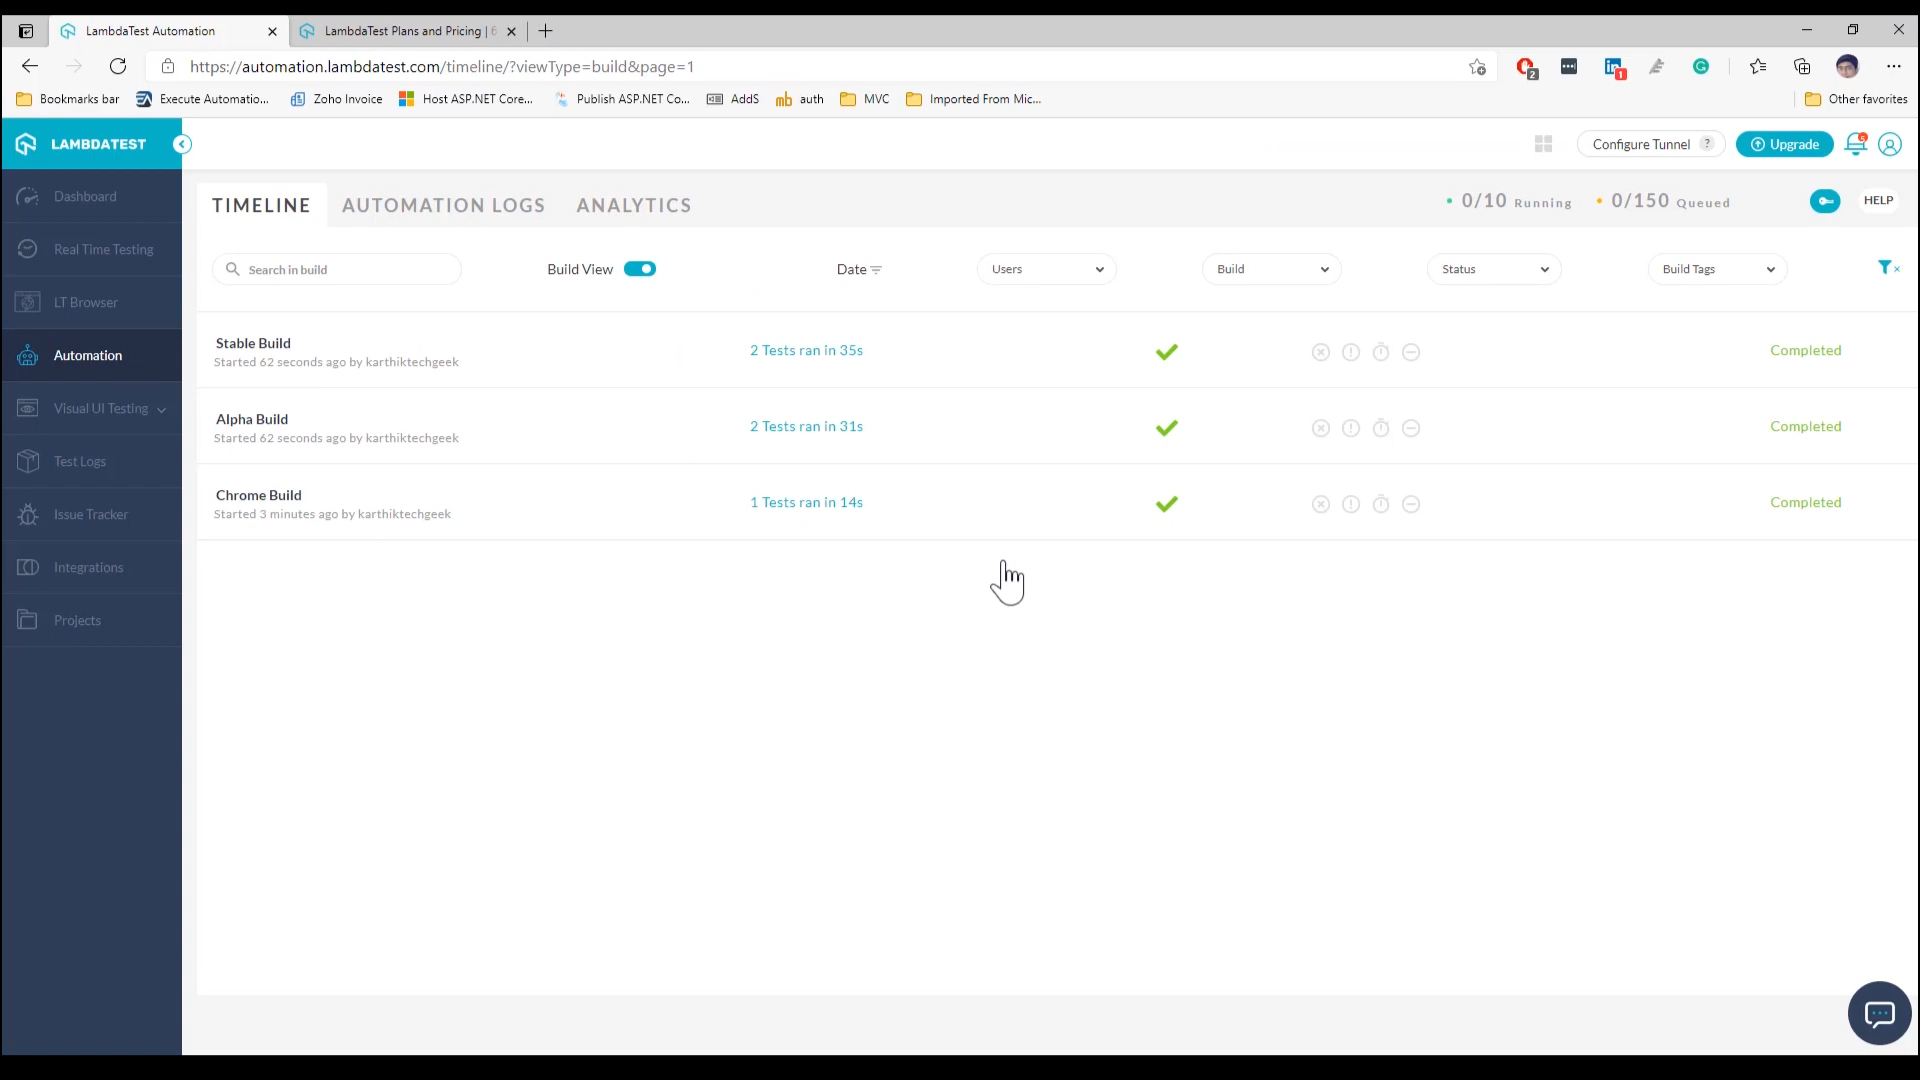 LambdaTest Automation
LambdaTest Plans and Pricing | 6
https://automation.lambdatest.com/timeline/?viewType=build&page=1
2
1
Bookmarks bar
Execute Automatio...
Zoho Invoice
Host ASP.NET Core...
Publish ASP.NET Co...
AddS
mb auth
MVC
Imported From Mic...
Other favorites
LAMBDATEST
Configure Tunnel ?
Upgrade
5
Dashboard
Real Time Testing
LT Browser
Automation
Visual UI Testing
Test Logs
Issue Tracker
Integrations
Projects
TIMELINE
AUTOMATION LOGS
ANALYTICS
0/10 Running
0/150 Queued
HELP
Search in build
Build View
Date
Users
Build
Status
Build Tags
Stable Build
Started 62 seconds ago by karthiktechgeek
2 Tests ran in 35s
Completed
Alpha Build
Started 62 seconds ago by karthiktechgeek
2 Tests ran in 31s
Completed
Chrome Build
Started 3 minutes ago by karthiktechgeek
1 Tests ran in 14s
Completed